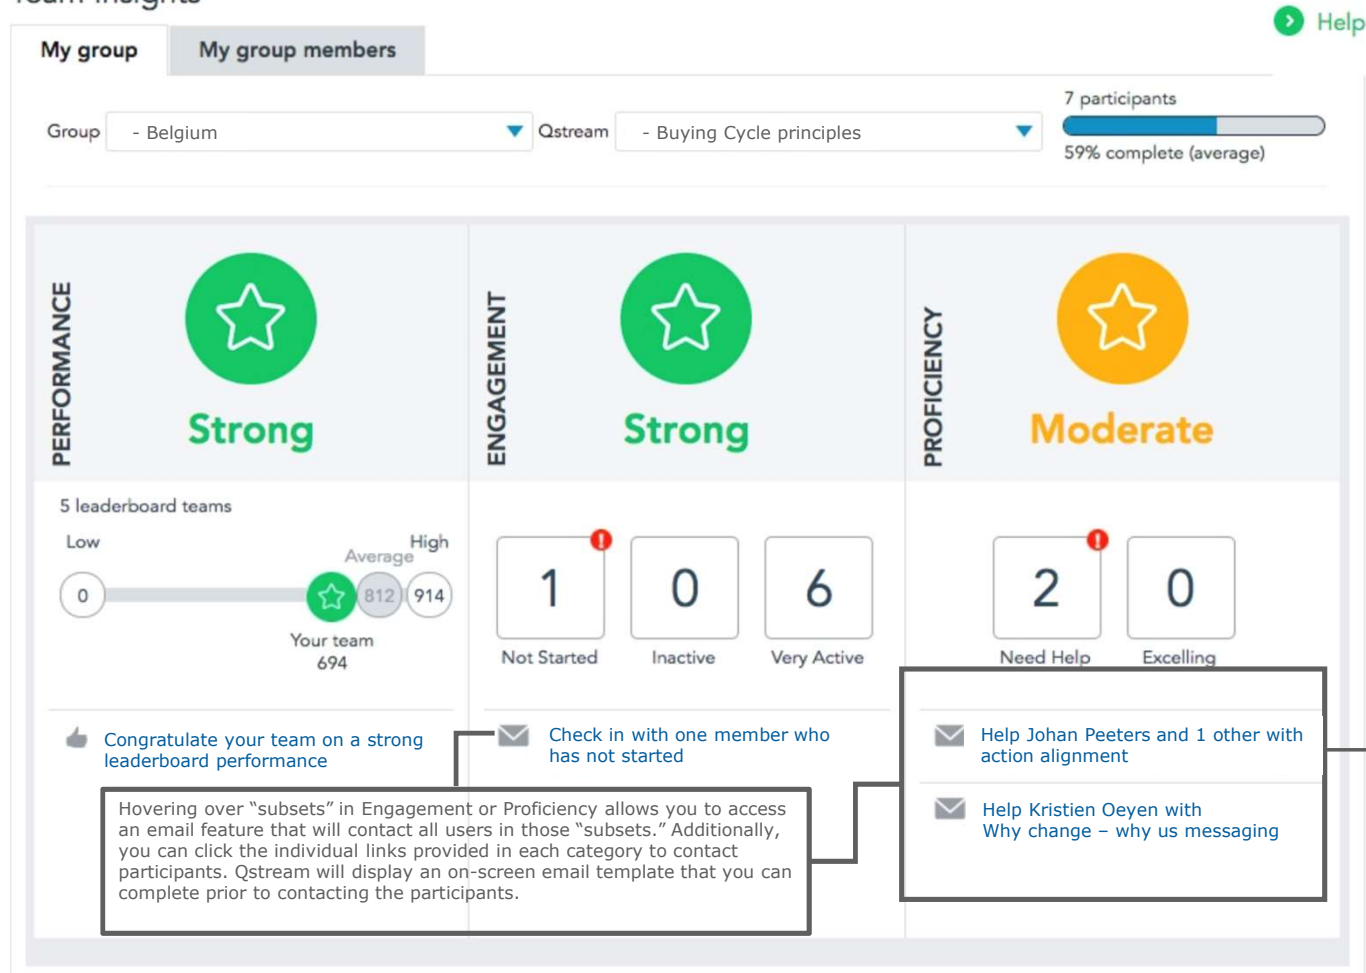 Team Insights
Help
My group
My group members
7 participants
Group
- Belgium
Qstream
- Buying Cycle principles
59% complete (average)
PERFORMANCE
Strong
ENGAGEMENT
Strong
PROFICIENCY
Moderate
5 leaderboard teams
Low
High
Average
0
812
914
Your team
694
1
0
6
Not Started
Inactive
Very Active
2
0
Need Help
Excelling
Congratulate your team on a strong
leaderboard performance
Check in with one member who
has not started
Help Johan Peeters and 1 other with
action alignment
Help Kristien Oeyen with
Why change – why us messaging
Hovering over “subsets” in Engagement or Proficiency allows you to access
an email feature that will contact all users in those “subsets.” Additionally,
you can click the individual links provided in each category to contact
participants. Qstream will display an on-screen email template that you can
complete prior to contacting the participants.